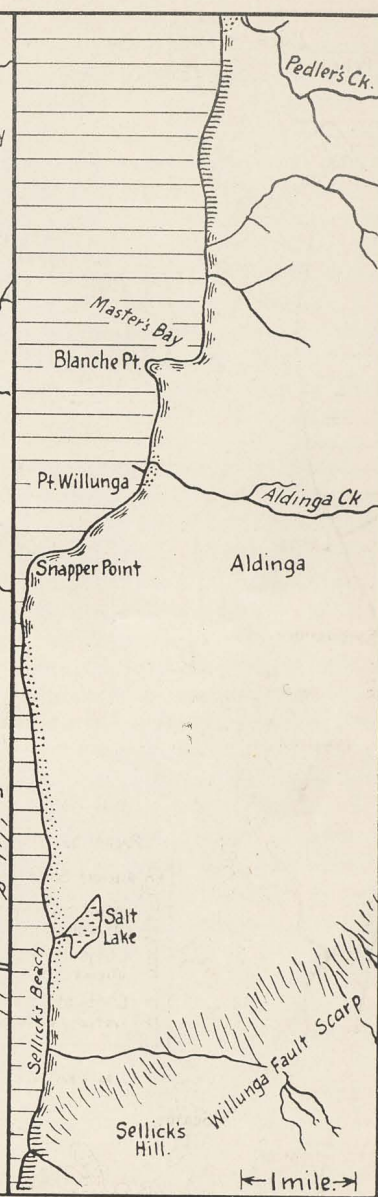 Pedler's Ck.
Master's Bay
Blanche Pt.
Pt. Willunga
Aldinga Ck
Snapper Point
Aldinga
Salt
Lake
Sellick's Beach
Willunga Fault Scarp
Sellick's
Hill.
1 mile